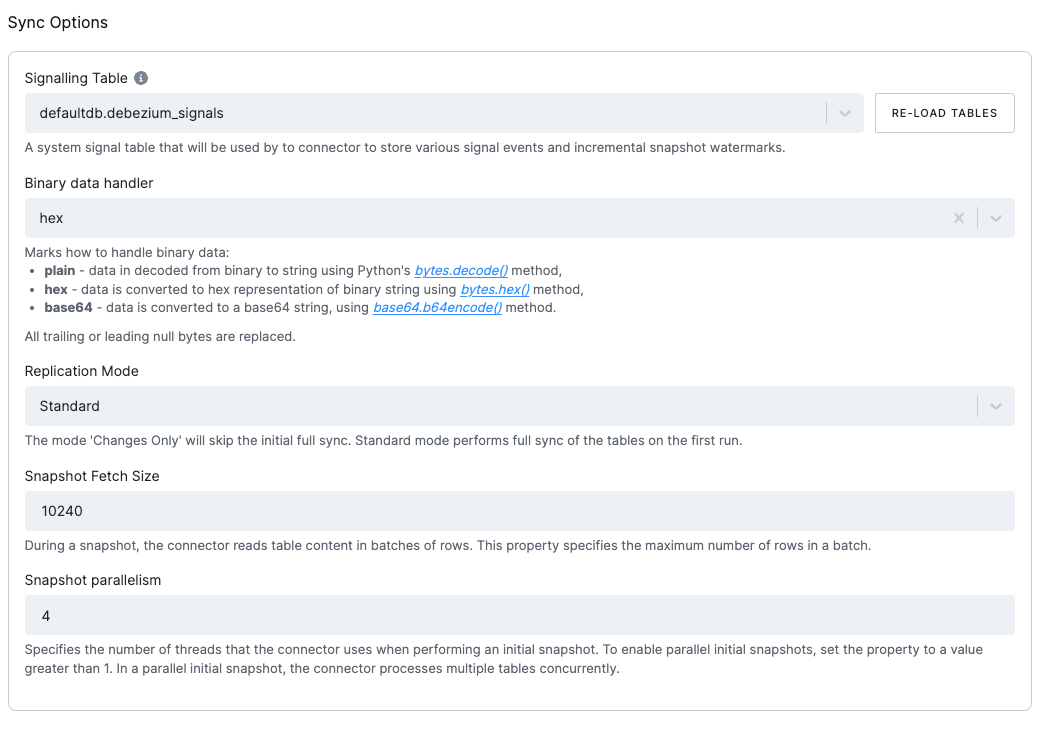 Sync Options
Signalling Table
defaultdb.debezium_signals
RE-LOAD TABLES
A system signal table that will be used by to connector to store various signal events and incremental snapshot watermarks.
Binary data handler
hex
Marks how to handle binary data:
• plain - data in decoded from binary to string using Python's bytes.decode() method,
• hex - data is converted to hex representation of binary string using bytes.hex() method,
• base64 - data is converted to a base64 string, using base64.b64encode() method.
All trailing or leading null bytes are replaced.
Replication Mode
Standard
The mode 'Changes Only' will skip the initial full sync. Standard mode performs full sync of the tables on the first run.
Snapshot Fetch Size
10240
During a snapshot, the connector reads table content in batches of rows. This property specifies the maximum number of rows in a batch.
Snapshot parallelism
4
Specifies the number of threads that the connector uses when performing an initial snapshot. To enable parallel initial snapshots, set the property to a value
greater than 1. In a parallel initial snapshot, the connector processes multiple tables concurrently.